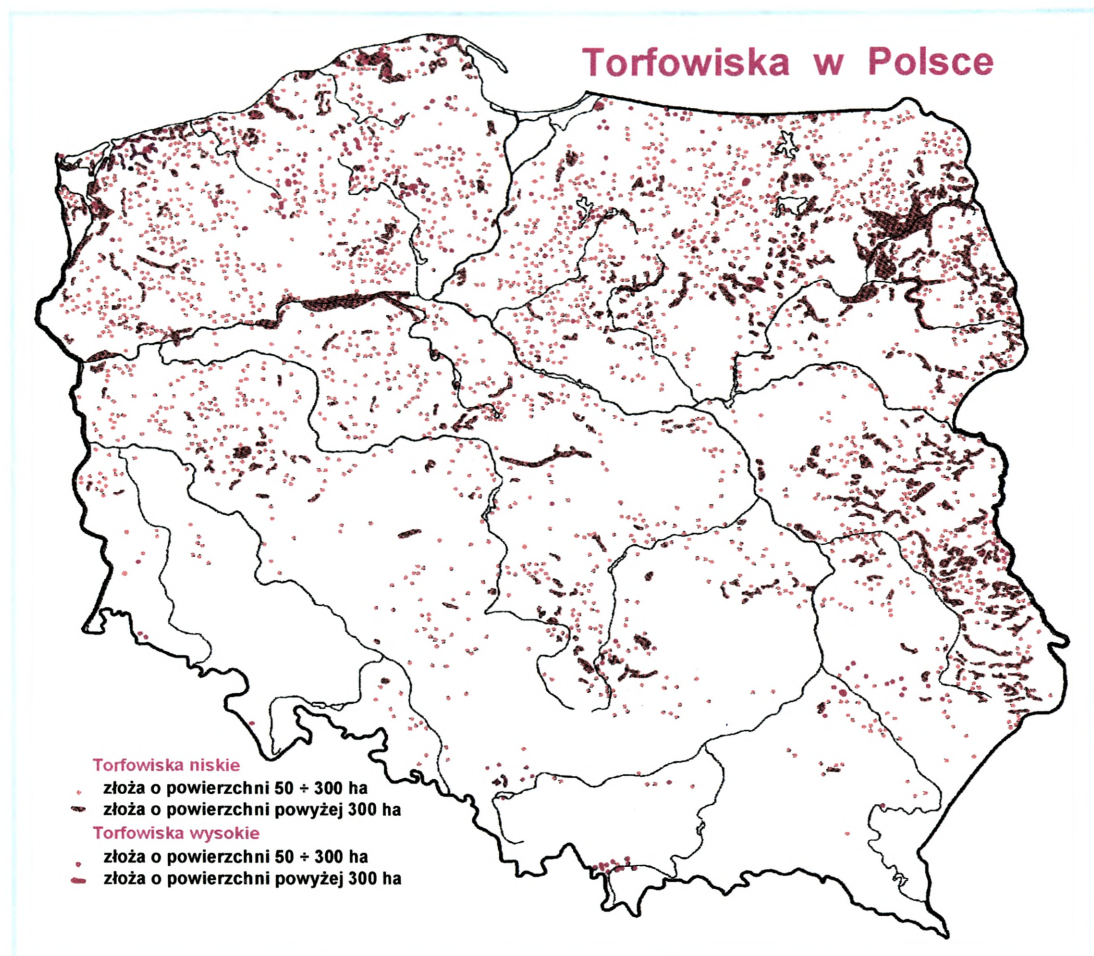 Torfowiska w Polsce
Torfowiska niskie
złoża o powierzchni 50 ÷ 300 ha
złoża o powierzchni powyżej 300 ha
Torfowiska wysokie
złoża o powierzchni 50 ÷ 300 ha
złoża o powierzchni powyżej 300 ha